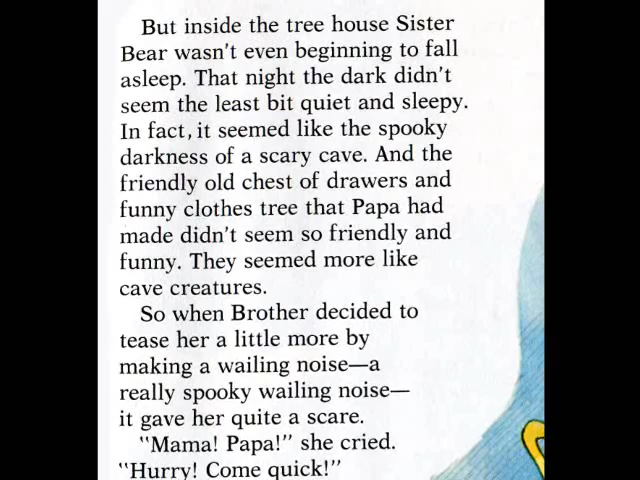 But inside the tree house Sister
Bear wasn't even beginning to fall
asleep. That night the dark didn't
seem the least bit quiet and sleepy.
In fact, it seemed like the spooky
darkness of a scary cave. And the
friendly old chest of drawers and
funny clothes tree that Papa had
made didn't seem so friendly and
funny. They seemed more like
cave creatures.
So when Brother decided to
tease her a little more by
making a wailing noise—a
really spooky wailing noise—
it gave her quite a scare.
"Mama! Papa!" she cried.
"Hurry! Come quick!"